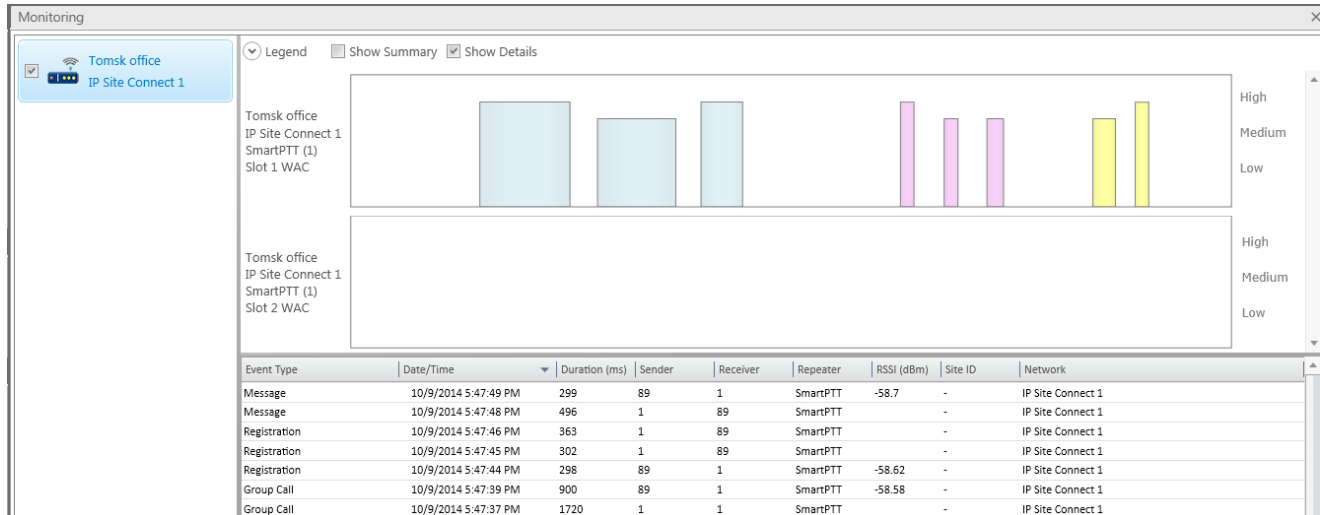 Monitoring
Tomsk office
IP Site Connect 1
Legend Show Summary Show Details
Tomsk office
IP Site Connect 1
SmartPTT (1)
Slot 1 WAC
High
Medium
Low
Tomsk office
IP Site Connect 1
SmartPTT (1)
Slot 2 WAC
High
Medium
Low
Event Type Date/Time Duration (ms) Sender Receiver Repeater RSSI (dBm) Site ID Network
Message 10/9/2014 5:47:49 PM 299 89 1 SmartPTT -58.7 - IP Site Connect 1
Message 10/9/2014 5:47:48 PM 496 1 89 SmartPTT - IP Site Connect 1
Registration 10/9/2014 5:47:46 PM 363 1 89 SmartPTT - IP Site Connect 1
Registration 10/9/2014 5:47:45 PM 302 1 89 SmartPTT - IP Site Connect 1
Registration 10/9/2014 5:47:44 PM 298 89 1 SmartPTT -58.62 - IP Site Connect 1
Group Call 10/9/2014 5:47:39 PM 900 89 1 SmartPTT -58.58 - IP Site Connect 1
Group Call 10/9/2014 5:47:37 PM 1720 1 1 SmartPTT - IP Site Connect 1